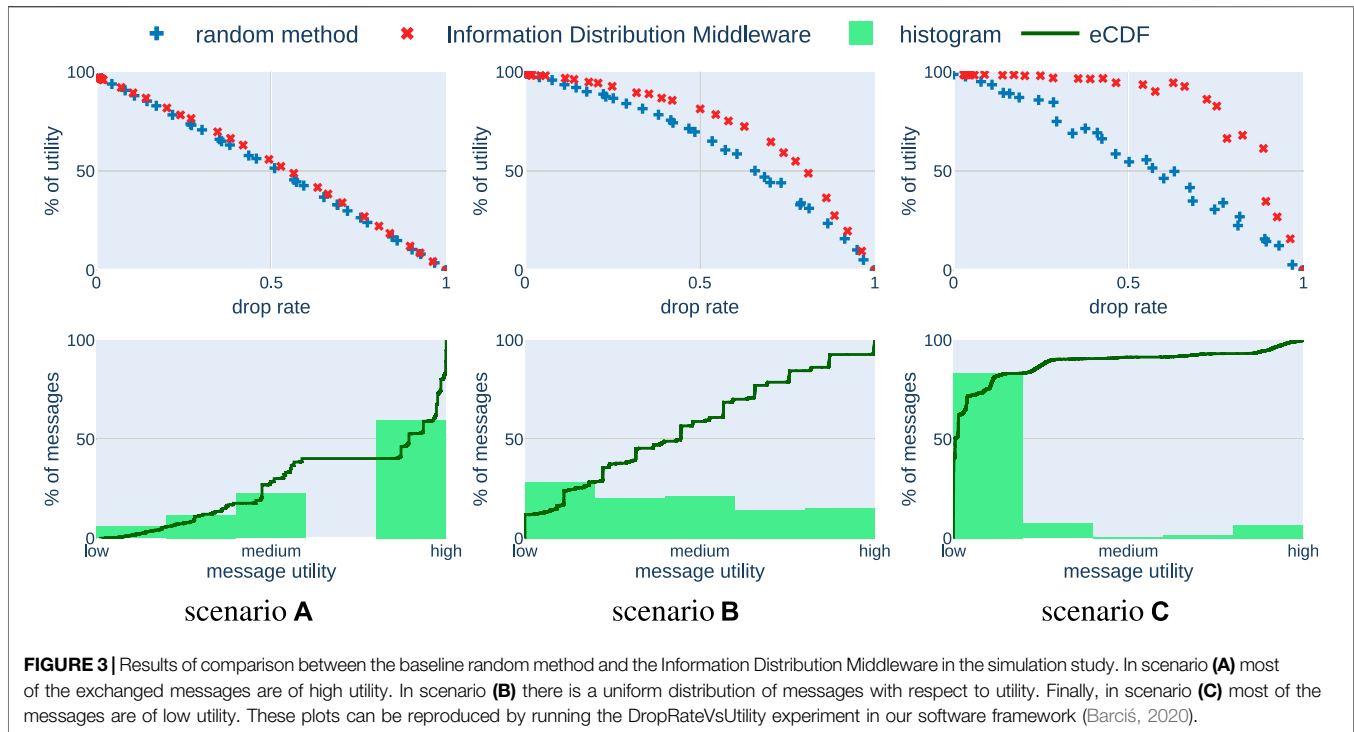 random method Information Distribution Middleware histogram eCDF
100
50
0
% of utility
0 0.5 1
drop rate
100
50
0
% of utility
0 0.5 1
drop rate
100
50
0
% of utility
0 0.5 1
drop rate
100
50
0
% of messages
low medium high
message utility
100
50
0
% of messages
low medium high
message utility
100
50
0
% of messages
low medium high
message utility
scenario A scenario B scenario C
FIGURE 3 | Results of comparison between the baseline random method and the Information Distribution Middleware in the simulation study. In scenario (A) most
of the exchanged messages are of high utility. In scenario (B) there is a uniform distribution of messages with respect to utility. Finally, in scenario (C) most of the
messages are of low utility. These plots can be reproduced by running the DropRateVsUtility experiment in our software framework (Barciś, 2020).